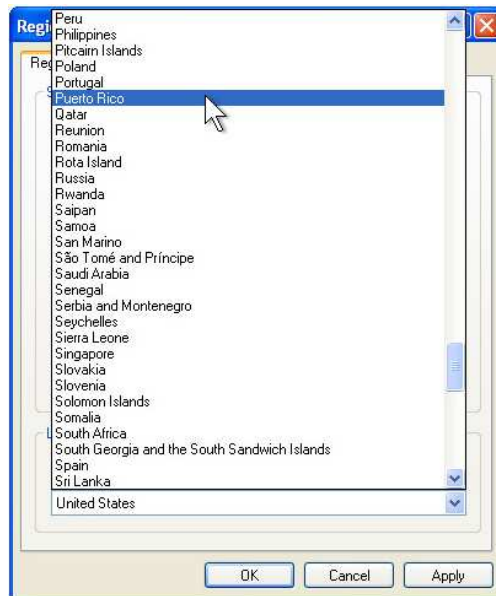 Regi
Peru
Philippines
Pitcairn Islands
Reg
Poland
Portugal
Puerto Rico
Qatar
Reunion
Romania
Rota Island
Russia
Rwanda
Saipan
Samoa
San Marino
São Tomé and Príncipe
Saudi Arabia
Senegal
Serbia and Montenegro
Seychelles
Sierra Leone
Singapore
Slovakia
Slovenia
Solomon Islands
Somalia
South Africa
South Georgia and the South Sandwich Islands
Spain
Sri Lanka
United States
OK Cancel Apply